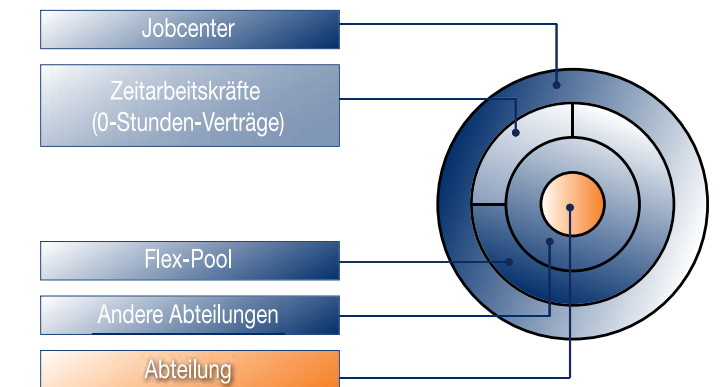 Jobcenter
Zeitarbeitskräfte
(0-Stunden-Verträge)
Flex-Pool
Andere Abteilungen
Abteilung